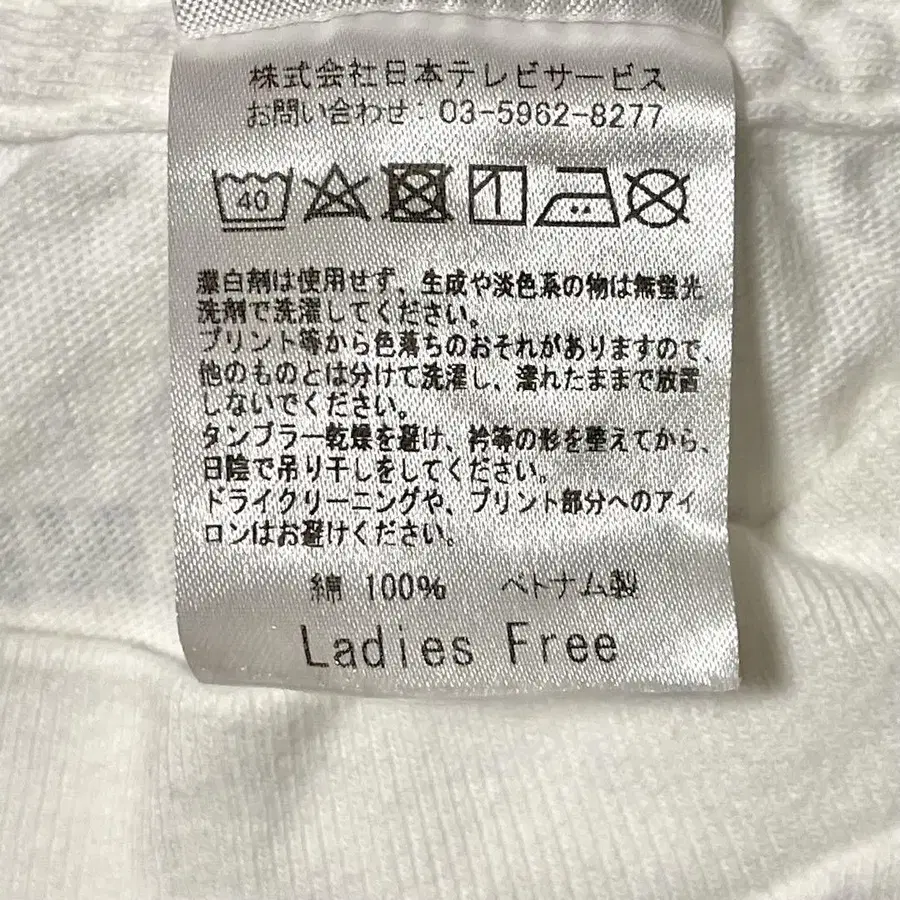 株式会社日本テレビサービス
お問い合わせ：03-5962-8277
40
漂白剤は使用せず、生成や淡色系の物は無蛍光
洗剤で洗濯してください。
プリント等から色落ちのおそれがありますので、
他のものとは分けて洗濯し、濡れたままで放置
しないでください。
タンブラー乾燥を避け、衿等の形を整えてから、
日陰で吊り干しをしてください。
ドライクリーニングや、プリント部分へのアイ
ロンはお避けください。
綿 100% ベトナム製
Ladies Free